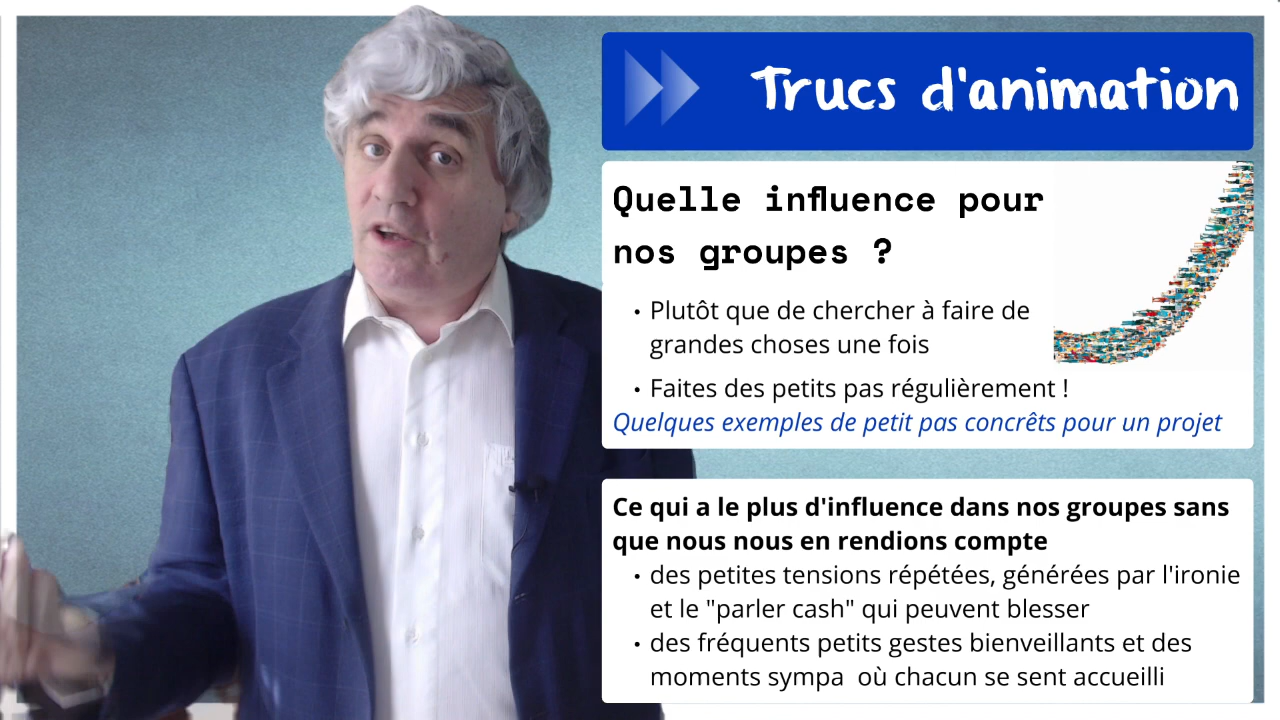 Trucs d'animation
Quelle influence pour
nos groupes ?
• Plutôt que de chercher à faire de
grandes choses une fois
• Faites des petits pas régulièrement !
Quelques exemples de petit pas concrêts pour un projet
Ce qui a le plus d'influence dans nos groupes sans
que nous nous en rendions compte
• des petites tensions répétées, générées par l'ironie
et le "parler cash" qui peuvent blesser
• des fréquents petits gestes bienveillants et des
moments sympa  où chacun se sent accueilli